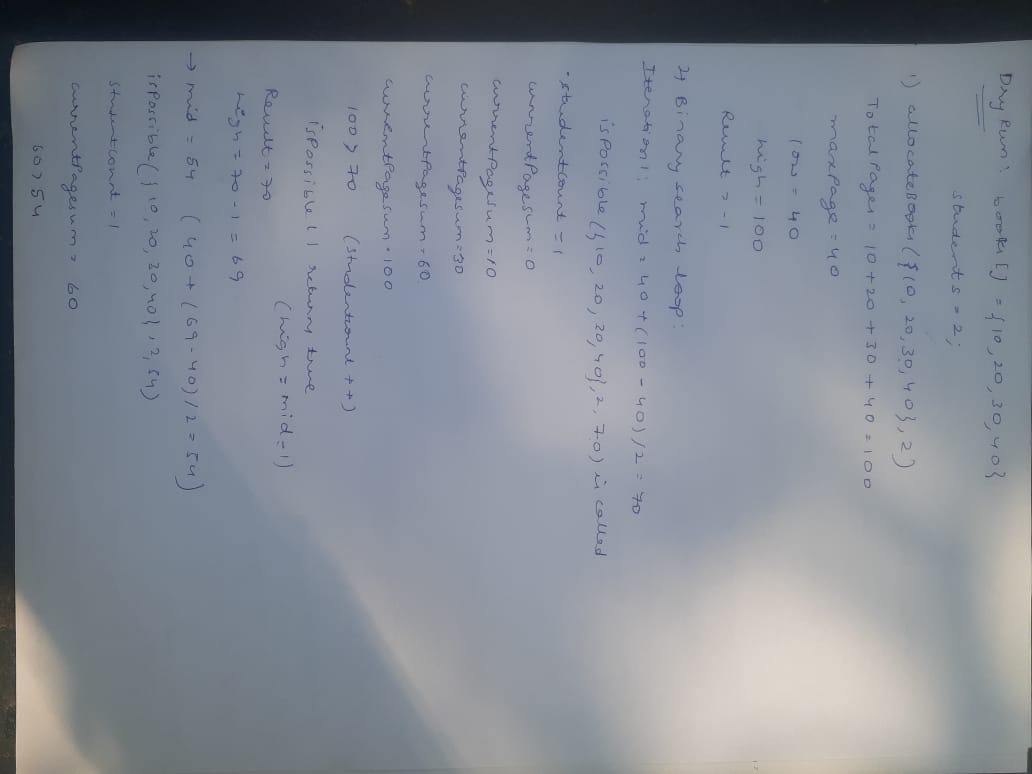 Dry Run: books[] = {10, 20, 30, 40}
students = 2;
1) allocateBooks ({10, 20, 30, 40}, 2)
Total Pages = 10 + 20 + 30 + 40 = 100
maxPage = 40
low = 40
high = 100
Result = -1
2) Binary search loop:
Iteration 1: mid = 40 + (100 - 40) / 2 = 70
isPossible ({10, 20, 30, 40}, 2, 70) is called
• studentCount = 1
currentPageSum = 0
currentPageSum = 10
currentPageSum = 30
currentPageSum = 60
currentPageSum = 100
100 > 70 (studentCount ++)
isPossible ( ) returns true
Result = 70 (high = mid - 1)
high = 70 - 1 = 69
→ mid = 54 (40 + (69 - 40) / 2 = 54)
isPossible ({10, 20, 30, 40}, 2, 54)
studentCount = 1
currentPageSum = 60
60 > 54